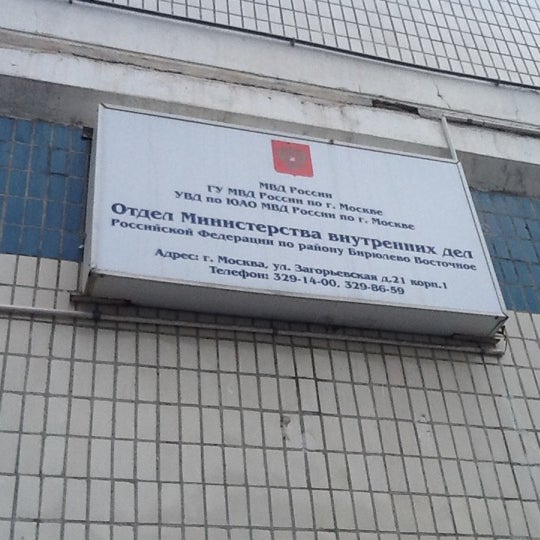 МВД России
ГУ МВД России по г. Москве
УВД по ЮАО МВД России по г. Москве
Отдел Министерства внутренних дел
Российской Федерации по району Бирюлево Восточное
Адрес: г. Москва, ул. Загорьевская д.21 корп.1
Телефон: 329-14-00, 329-86-59